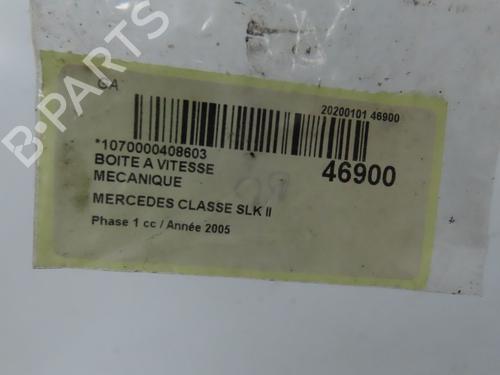 B-PARTS
GA
20200101 46900
*1070000408603
BOITE A VITESSE
46900
MECANIQUE
MERCEDES CLASSE SLK II
Phase 1 cc / Année 2005